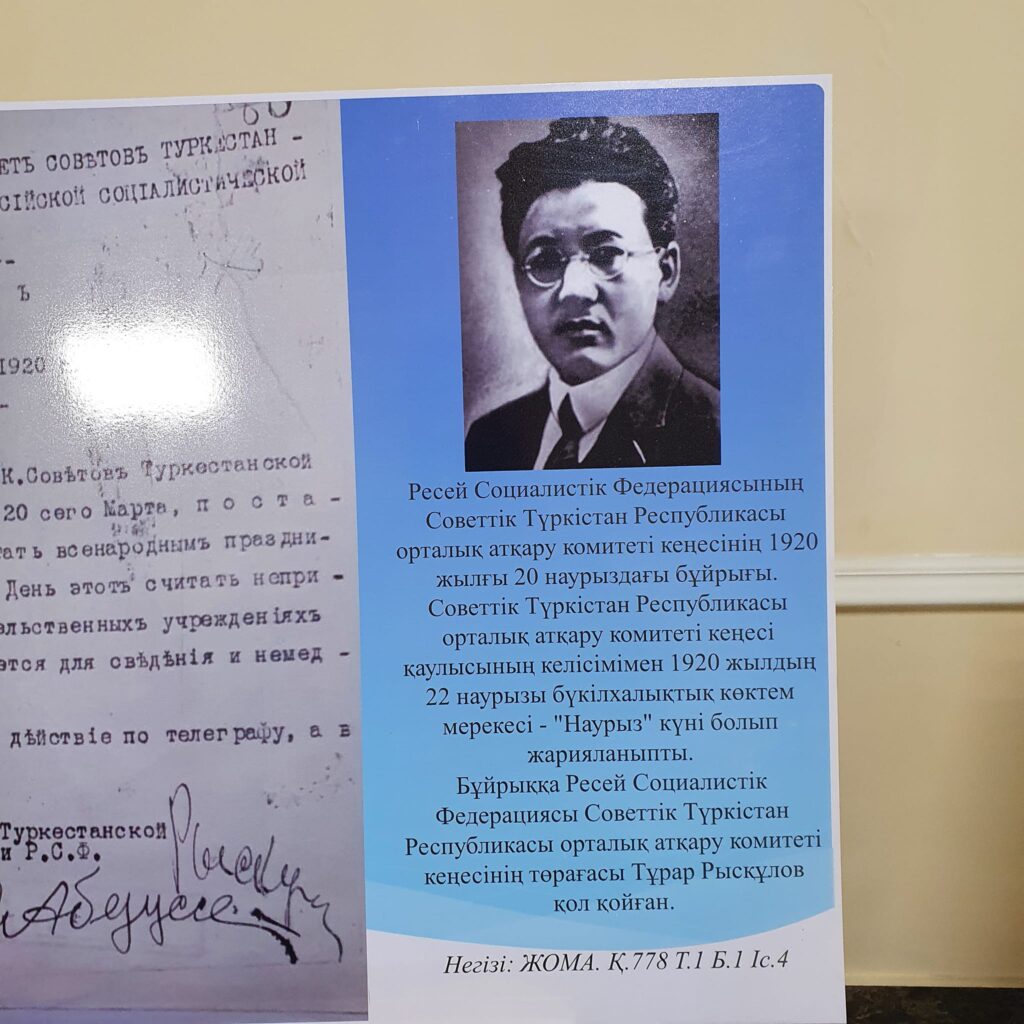 ЕТЬ СОВѢТОВЪ ТУРКЕСТАН -
СІЙСКОЙ СОЦІАЛИСТИЧЕСКОЙ
Ъ
1920
К.Совѣтовъ Туркестанской
20 сего Марта, п о с т а -
тать всенароднымъ праздни-
День этотъ считать непри -
ельственныхъ учрежденіяхъ
ется для свѣдѣнія и немед -
дѣйствіе по телеграфу, а в
Туркестанской
и Р.С.Ф.
Рыскул
Ресей Социалистік Федерациясының
Советтік Түркістан Республикасы
орталық атқару комитеті кеңесінің 1920
жылғы 20 наурыздағы бұйрығы.
Советтік Түркістан Республикасы
орталық атқару комитеті кеңесі
қаулысының келісімімен 1920 жылдың
22 наурызы бүкілхалықтық көктем
мерекесі - "Наурыз" күні болып
жарияланыпты.
Бұйрыққа Ресей Социалистік
Федерациясы Советтік Түркістан
Республикасы орталық атқару комитеті
кеңесінің төрағасы Тұрар Рысқұлов
қол қойған.
Негізі: ЖОМА. Қ.778 Т.1 Б.1 Іс.4